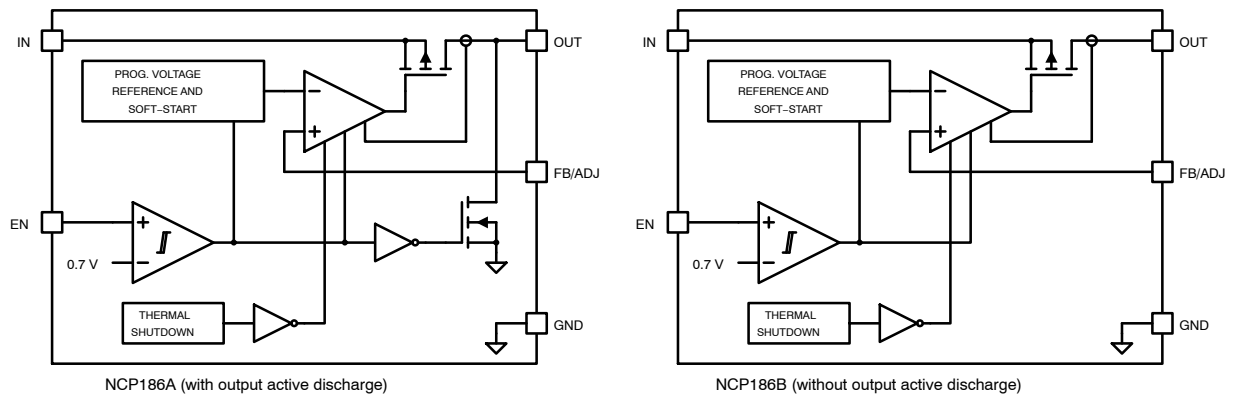 IN
OUT
PROG. VOLTAGE
REFERENCE AND
SOFT−START
−
+
FB/ADJ
EN
+
0.7 V
−
THERMAL
SHUTDOWN
GND
NCP186A (with output active discharge)
IN
OUT
PROG. VOLTAGE
REFERENCE AND
SOFT−START
−
+
FB/ADJ
EN
+
0.7 V
−
THERMAL
SHUTDOWN
GND
NCP186B (without output active discharge)